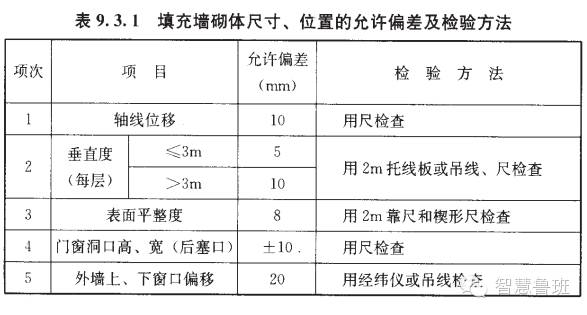 表 9.3.1 填充墙砌体尺寸、位置的允许偏差及检验方法
项次 项 目 允许偏差（mm） 检 验 方 法
1 轴线位移 10 用尺检查
2 垂直度（每层） ≤3m 5 用2m托线板或吊线、尺检查
>3m 10
3 表面平整度 8 用2m靠尺和楔形尺检查
4 门窗洞口高、宽（后塞口） ±10. 用尺检查
5 外墙上、下窗口偏移 20 用经纬仪或吊线检查
智慧鲁班